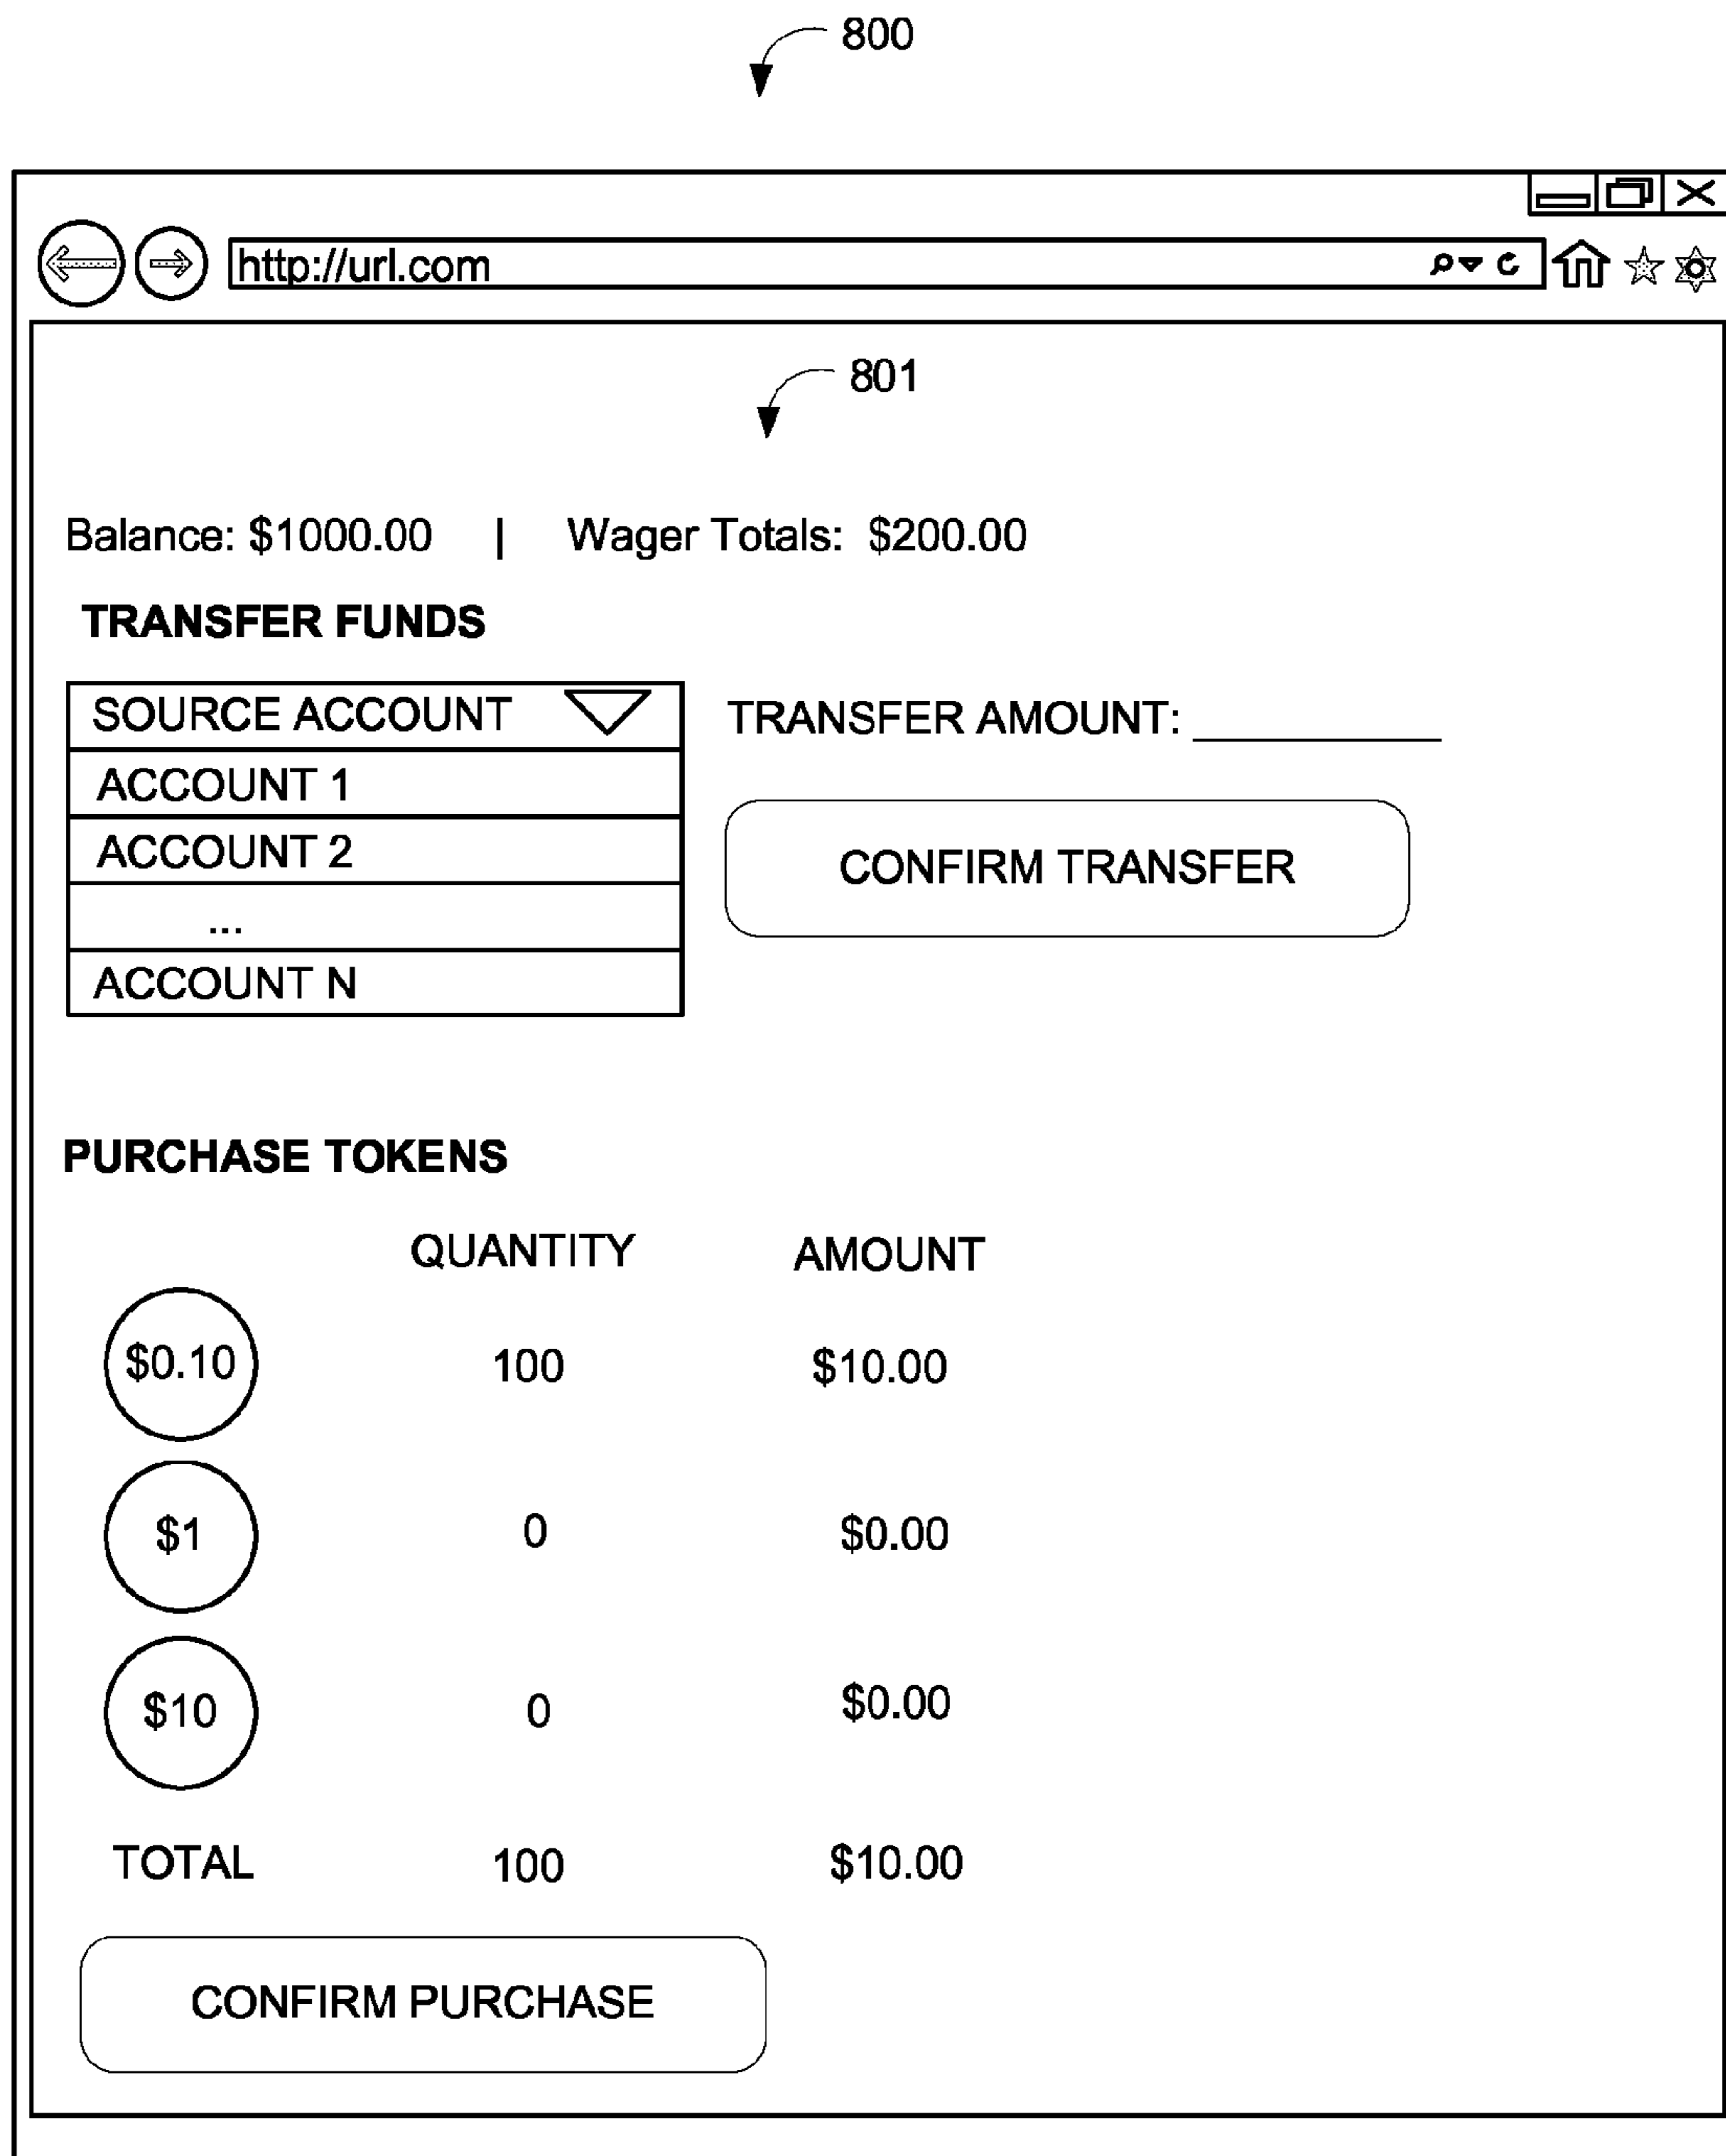 800
http://url.com
801
Balance: $1000.00 | Wager Totals: $200.00
TRANSFER FUNDS
SOURCE ACCOUNT
TRANSFER AMOUNT: __________
ACCOUNT 1
ACCOUNT 2
CONFIRM TRANSFER
...
ACCOUNT N
PURCHASE TOKENS
QUANTITY AMOUNT
$0.10 100 $10.00
$1 0 $0.00
$10 0 $0.00
TOTAL 100 $10.00
CONFIRM PURCHASE